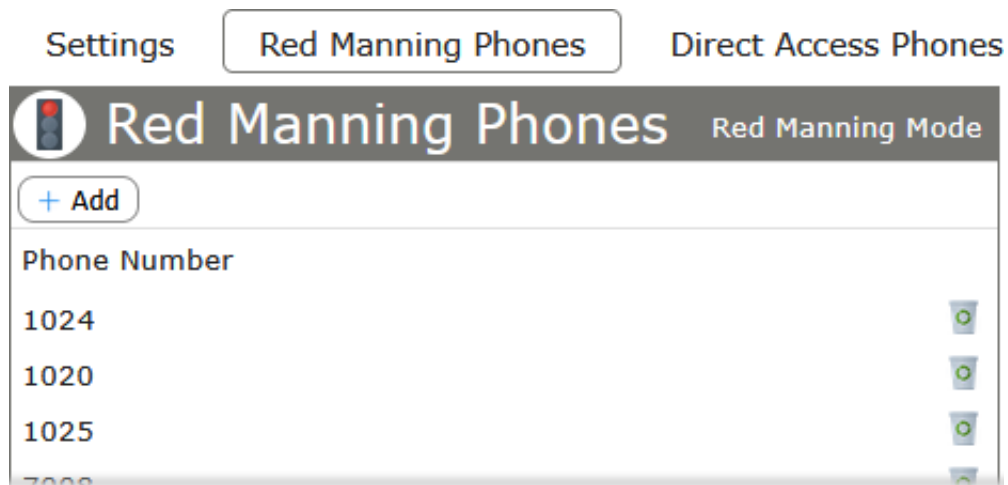 Settings Red Manning Phones Direct Access Phones
Red Manning Phones Red Manning Mode
+ Add
Phone Number
1024
1020
1025